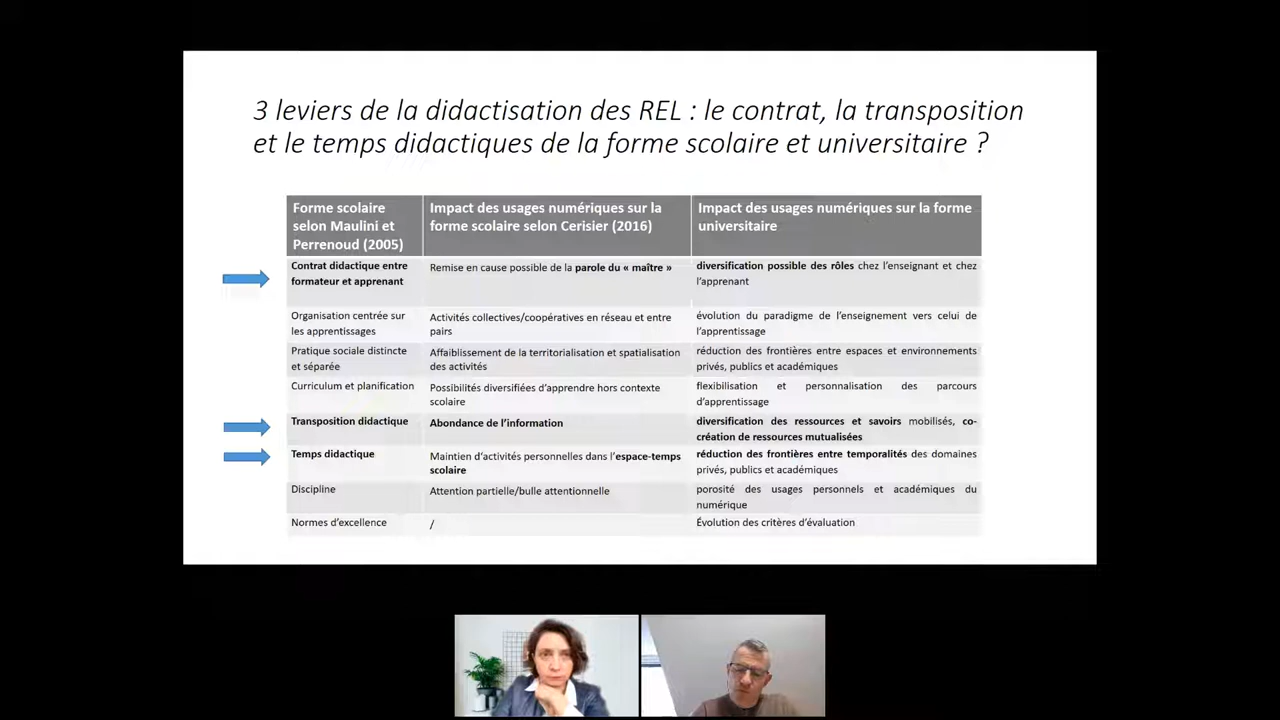 3 leviers de la didactisation des REL : le contrat, la transposition
et le temps didactiques de la forme scolaire et universitaire ?
Forme scolaire
selon Maulini et
Perrenoud (2005)
Impact des usages numériques sur la
forme scolaire selon Cerisier (2016)
Impact des usages numériques sur la forme
universitaire
Contrat didactique entre
formateur et apprenant
Remise en cause possible de la parole du « maître »
diversification possible des rôles chez l'enseignant et chez
l'apprenant
Organisation centrée sur
les apprentissages
Activités collectives/coopératives en réseau et entre
pairs
évolution du paradigme de l'enseignement vers celui de
l'apprentissage
Pratique sociale distincte
et séparée
Affaiblissement de la territorialisation et spatialisation
des activités
réduction des frontières entre espaces et environnements
privés, publics et académiques
Curriculum et planification
Possibilités diversifiées d'apprendre hors contexte
scolaire
flexibilisation et personnalisation des parcours
d'apprentissage
Transposition didactique
Abondance de l'information
diversification des ressources et savoirs mobilisés, co-
création de ressources mutualisées
Temps didactique
Maintien d'activités personnelles dans l'espace-temps
scolaire
réduction des frontières entre temporalités des domaines
privés, publics et académiques
Discipline
Attention partielle/bulle attentionnelle
porosité des usages personnels et académiques du
numérique
Normes d'excellence
/
Évolution des critères d'évaluation